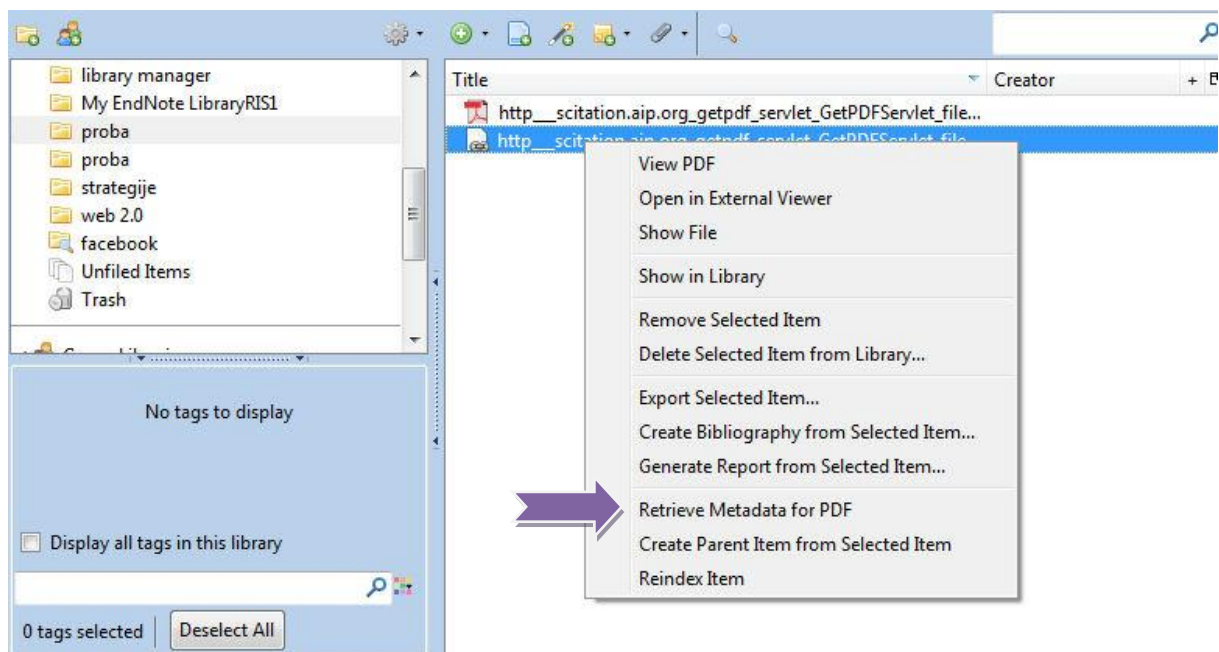 library manager
My EndNote LibraryRIS1
proba
proba
strategije
web 2.0
facebook
Unfiled Items
Trash
No tags to display
Display all tags in this library
0 tags selected
Deselect All
Title
Creator
+
http__scitation.aip.org_getpdf_servlet_GetPDFServlet_file...
http__scitation.aip.org_getpdf_servlet_GetPDFServlet_file
View PDF
Open in External Viewer
Show File
Show in Library
Remove Selected Item
Delete Selected Item from Library...
Export Selected Item...
Create Bibliography from Selected Item...
Generate Report from Selected Item...
Retrieve Metadata for PDF
Create Parent Item from Selected Item
Reindex Item